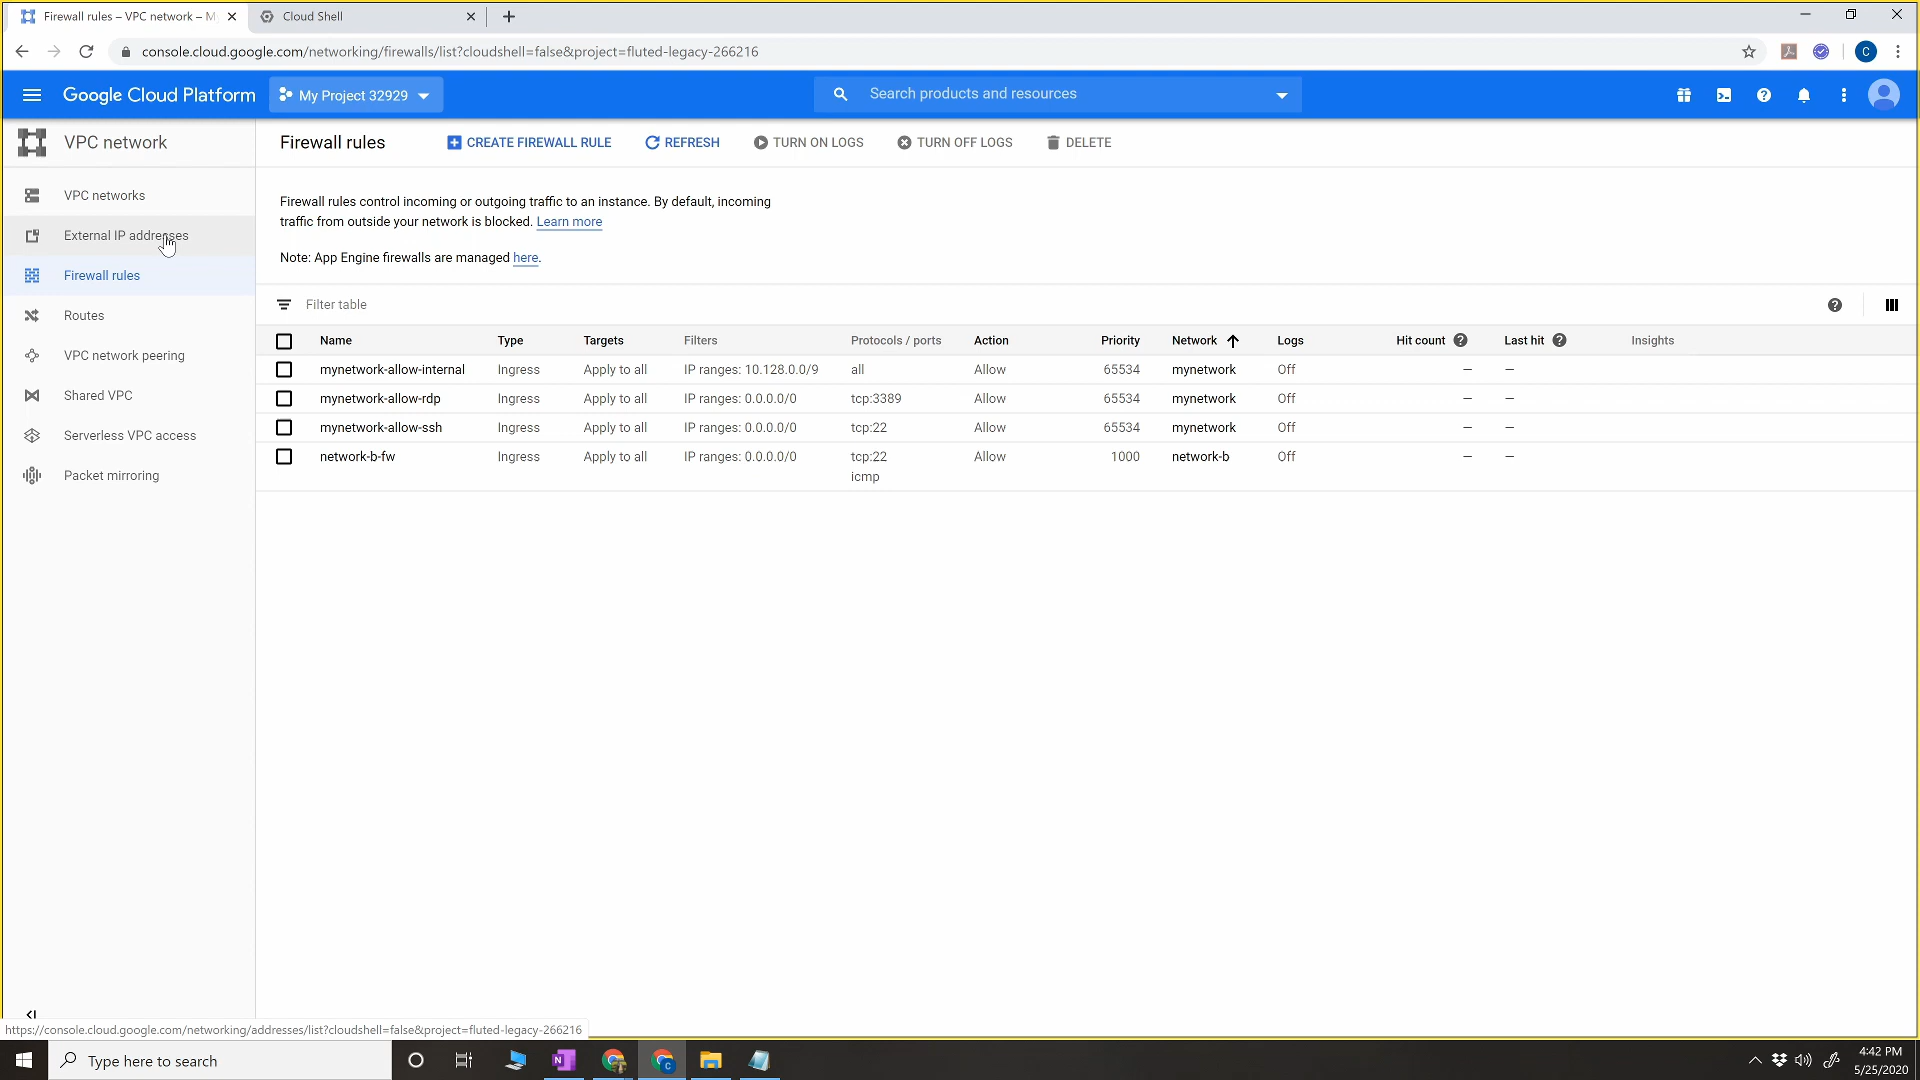 Firewall rules – VPC network – M
Cloud Shell
console.cloud.google.com/networking/firewalls/list?cloudshell=false&project=fluted-legacy-266216
C
Google Cloud Platform
My Project 32929
Search products and resources
VPC network
Firewall rules
CREATE FIREWALL RULE
REFRESH
TURN ON LOGS
TURN OFF LOGS
DELETE
VPC networks
External IP addresses
Firewall rules
Routes
VPC network peering
Shared VPC
Serverless VPC access
Packet mirroring
Firewall rules control incoming or outgoing traffic to an instance. By default, incoming
traffic from outside your network is blocked. Learn more
Note: App Engine firewalls are managed here.
Filter table
Name Type Targets Filters Protocols / ports Action Priority Network Logs Hit count Last hit Insights
mynetwork-allow-internal Ingress Apply to all IP ranges: 10.128.0.0/9 all Allow 65534 mynetwork Off — —
mynetwork-allow-rdp Ingress Apply to all IP ranges: 0.0.0.0/0 tcp:3389 Allow 65534 mynetwork Off — —
mynetwork-allow-ssh Ingress Apply to all IP ranges: 0.0.0.0/0 tcp:22 Allow 65534 mynetwork Off — —
network-b-fw Ingress Apply to all IP ranges: 0.0.0.0/0 tcp:22 Allow 1000 network-b Off — —
icmp
https://console.cloud.google.com/networking/addresses/list?cloudshell=false&project=fluted-legacy-266216
Type here to search
4:42 PM
5/25/2020